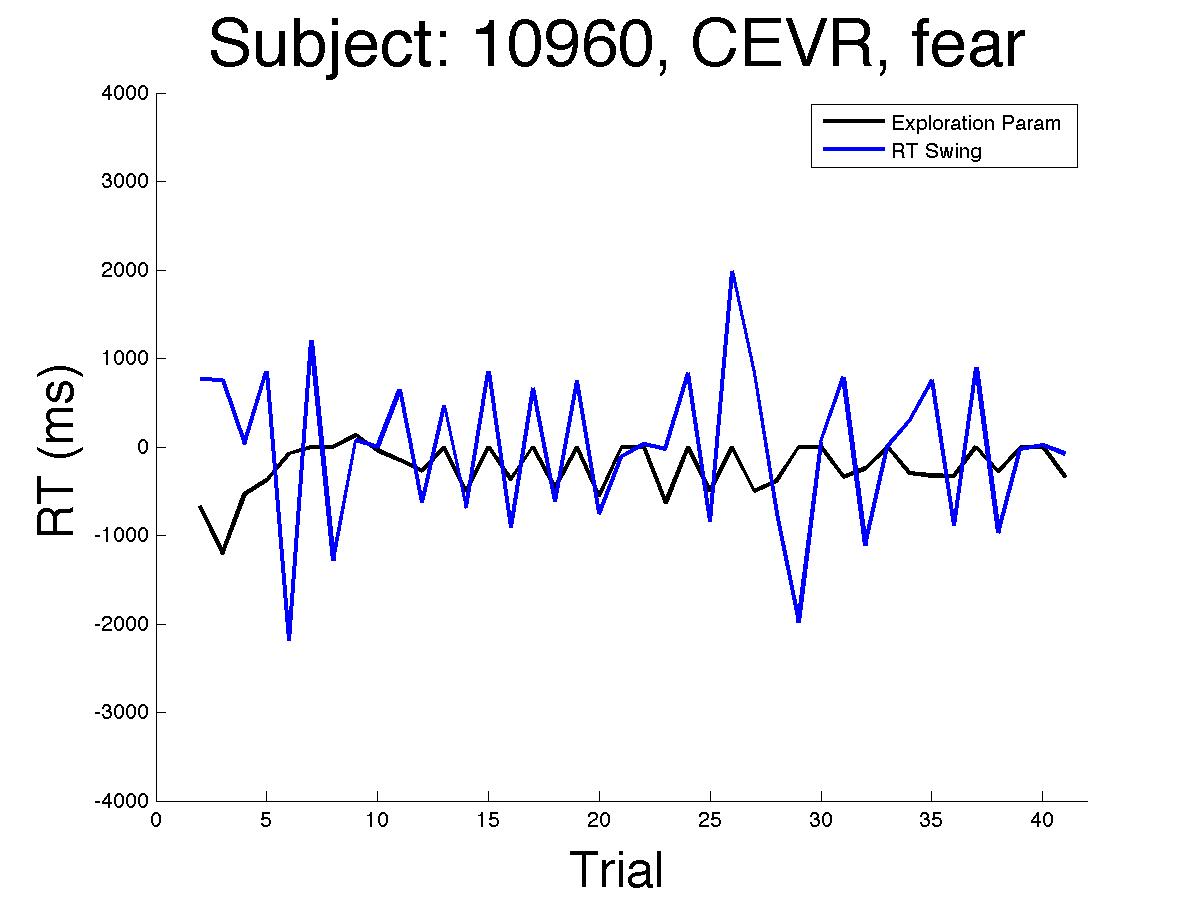 Subject: 10960, CEVR, fear
Exploration Param
RT Swing
4000
3000
2000
1000
0
-1000
-2000
-3000
-4000
RT (ms)
0 5 10 15 20 25 30 35 40
Trial